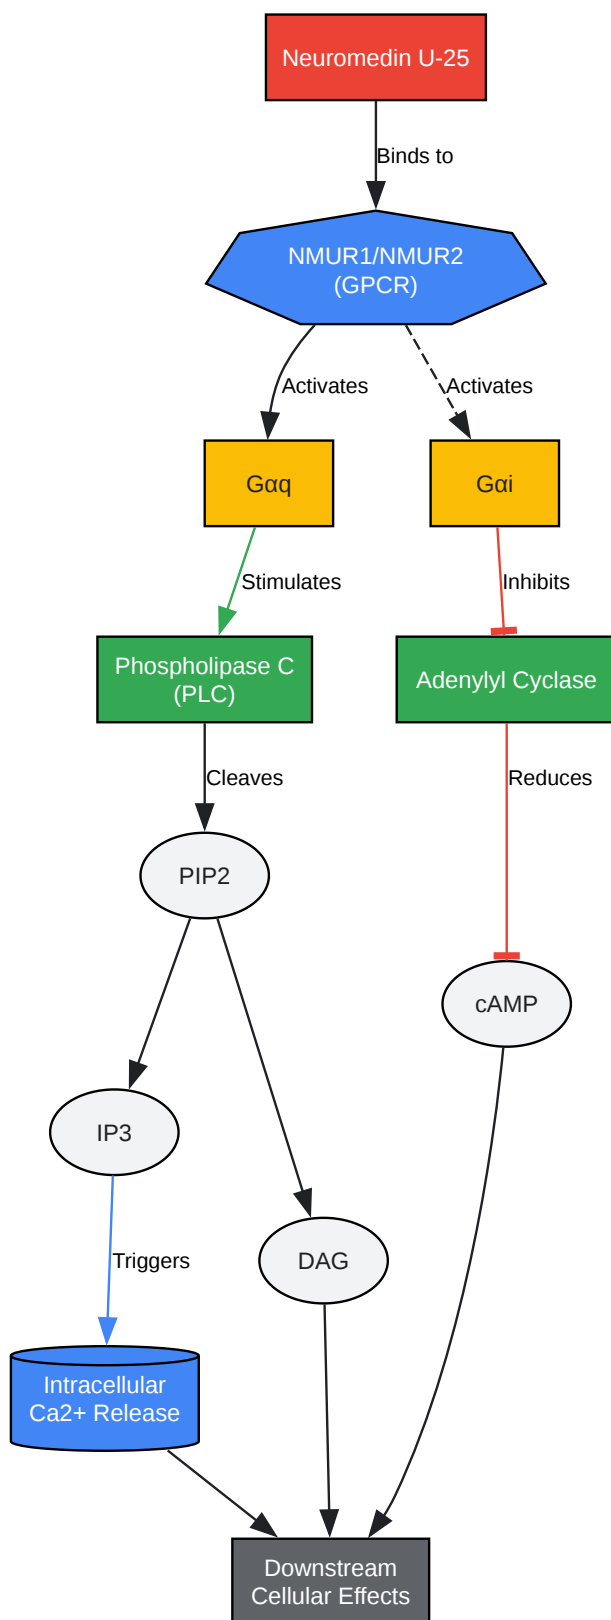 Neuromedin U-25
Binds to
NMUR1/NMUR2
(GPCR)
Activates
Activates
Gαq
Gαi
Stimulates
Inhibits
Phospholipase C
(PLC)
Adenylyl Cyclase
Cleaves
Reduces
PIP2
cAMP
IP3
DAG
Triggers
Intracellular
Ca2+ Release
Downstream
Cellular Effects